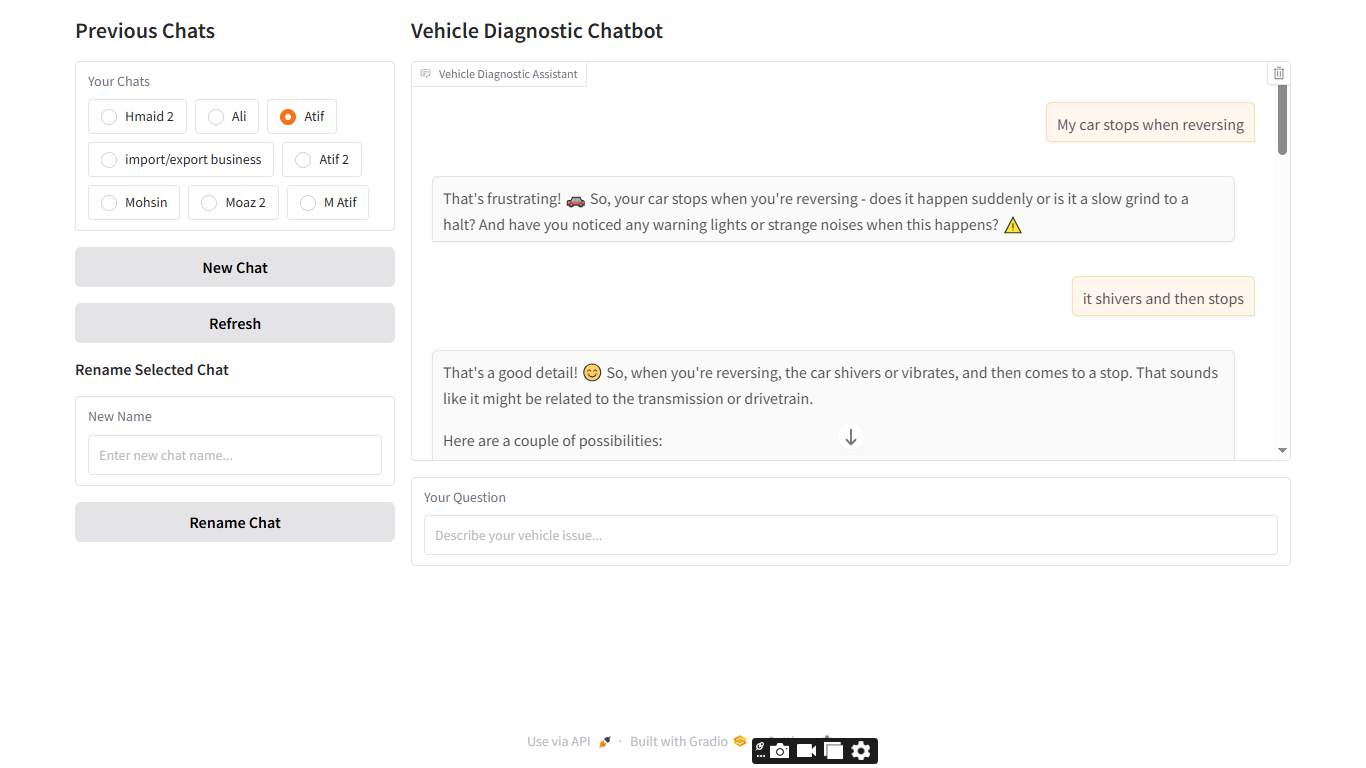 Previous Chats
Your Chats
Hmaid 2
Ali
Atif
import/export business
Atif 2
Mohsin
Moaz 2
M Atif
New Chat
Refresh
Rename Selected Chat
New Name
Enter new chat name...
Rename Chat
Vehicle Diagnostic Chatbot
Vehicle Diagnostic Assistant
My car stops when reversing
That's frustrating! 🚗 So, your car stops when you're reversing - does it happen suddenly or is it a slow grind to a
halt? And have you noticed any warning lights or strange noises when this happens? ⚠️
it shivers and then stops
That's a good detail! 😊 So, when you're reversing, the car shivers or vibrates, and then comes to a stop. That sounds
like it might be related to the transmission or drivetrain.
Here are a couple of possibilities:
Your Question
Describe your vehicle issue...
Use via API 🚀 · Built with Gradio